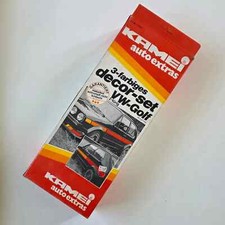 KAMEI
auto extras
3-farbiges
decor-set
VW-Golf
KAMEI
auto extras